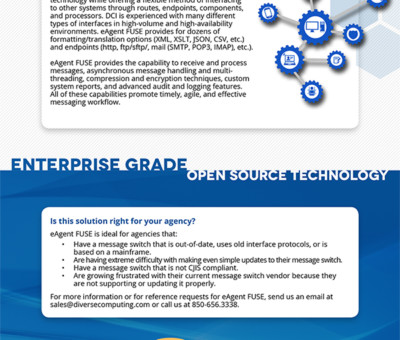 technology while offering a flexible method of interfacing
to other systems through routes, endpoints, components,
and processors. DCI is experienced with many different
types of interfaces in high-volume and high-availability
environments. eAgent FUSE provides for dozens of
formatting/translation options (XML, XSLT, JSON, CSV, etc.)
and endpoints (http, ftp/sftp/, mail (SMTP, POP3, IMAP), etc.).
eAgent FUSE provides the capability to receive and process
messages, asynchronous message handling and multi-
threading, compression and encryption techniques, custom
system reports, and advanced audit and logging features.
All of these capabilities promote timely, agile, and effective
messaging workflow.
ENTERPRISE GRADE
OPEN SOURCE TECHNOLOGY
Is this solution right for your agency?
eAgent FUSE is ideal for agencies that:
• Have a message switch that is out-of-date, uses old interface protocols, or is
based on a mainframe.
• Are having extreme difficulty with making even simple updates to their message switch.
• Have a message switch that is not CJIS compliant.
• Are growing frustrated with their current message switch vendor because they
are not supporting or updating it properly.
For more information or for reference requests for eAgent FUSE, send us an email at
sales@diversecomputing.com or call us at 850-656.3338.